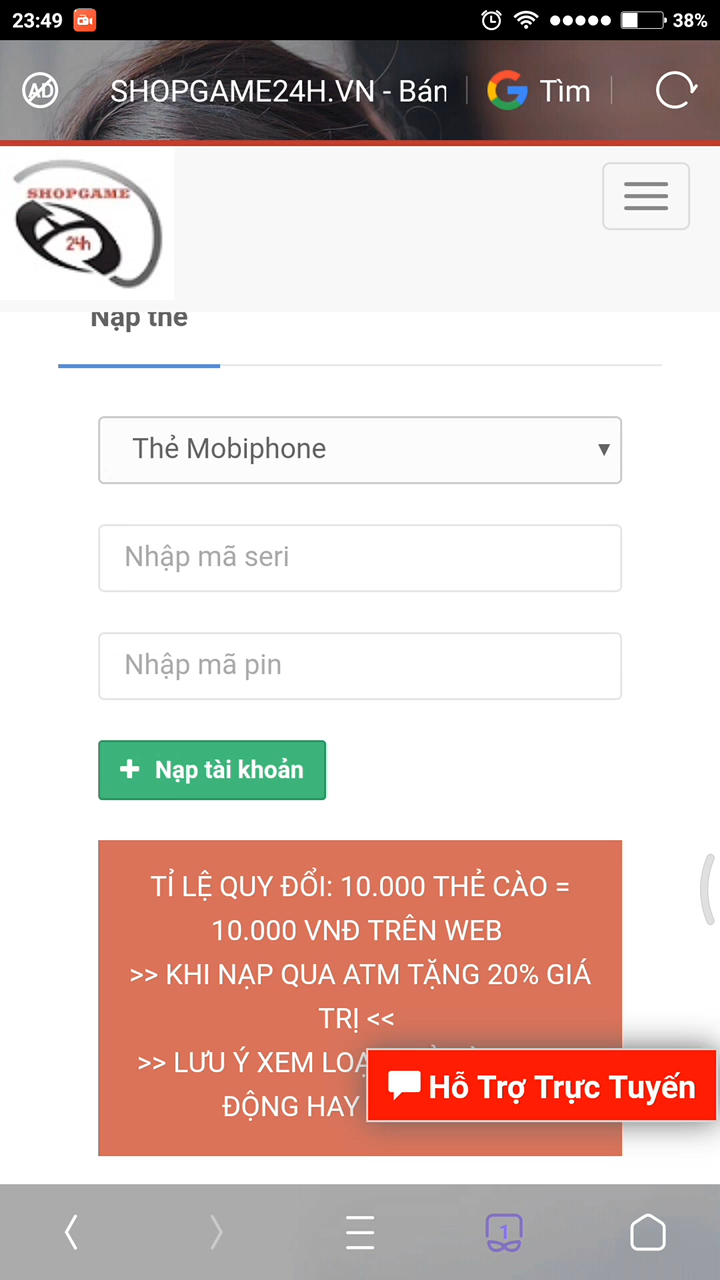 23:49
38%
AD
SHOPGAME24H.VN - Bán
Tìm
SHOPGAME
24h
Nạp thẻ
Thẻ Mobiphone
Nhập mã seri
Nhập mã pin
+ Nạp tài khoản
TỈ LỆ QUY ĐỔI: 10.000 THẺ CÀO =
10.000 VNĐ TRÊN WEB
>> KHI NẠP QUA ATM TẶNG 20% GIÁ
TRỊ <<
>> LƯU Ý XEM
ĐỘNG HAY
Hỗ Trợ Trực Tuyến
1